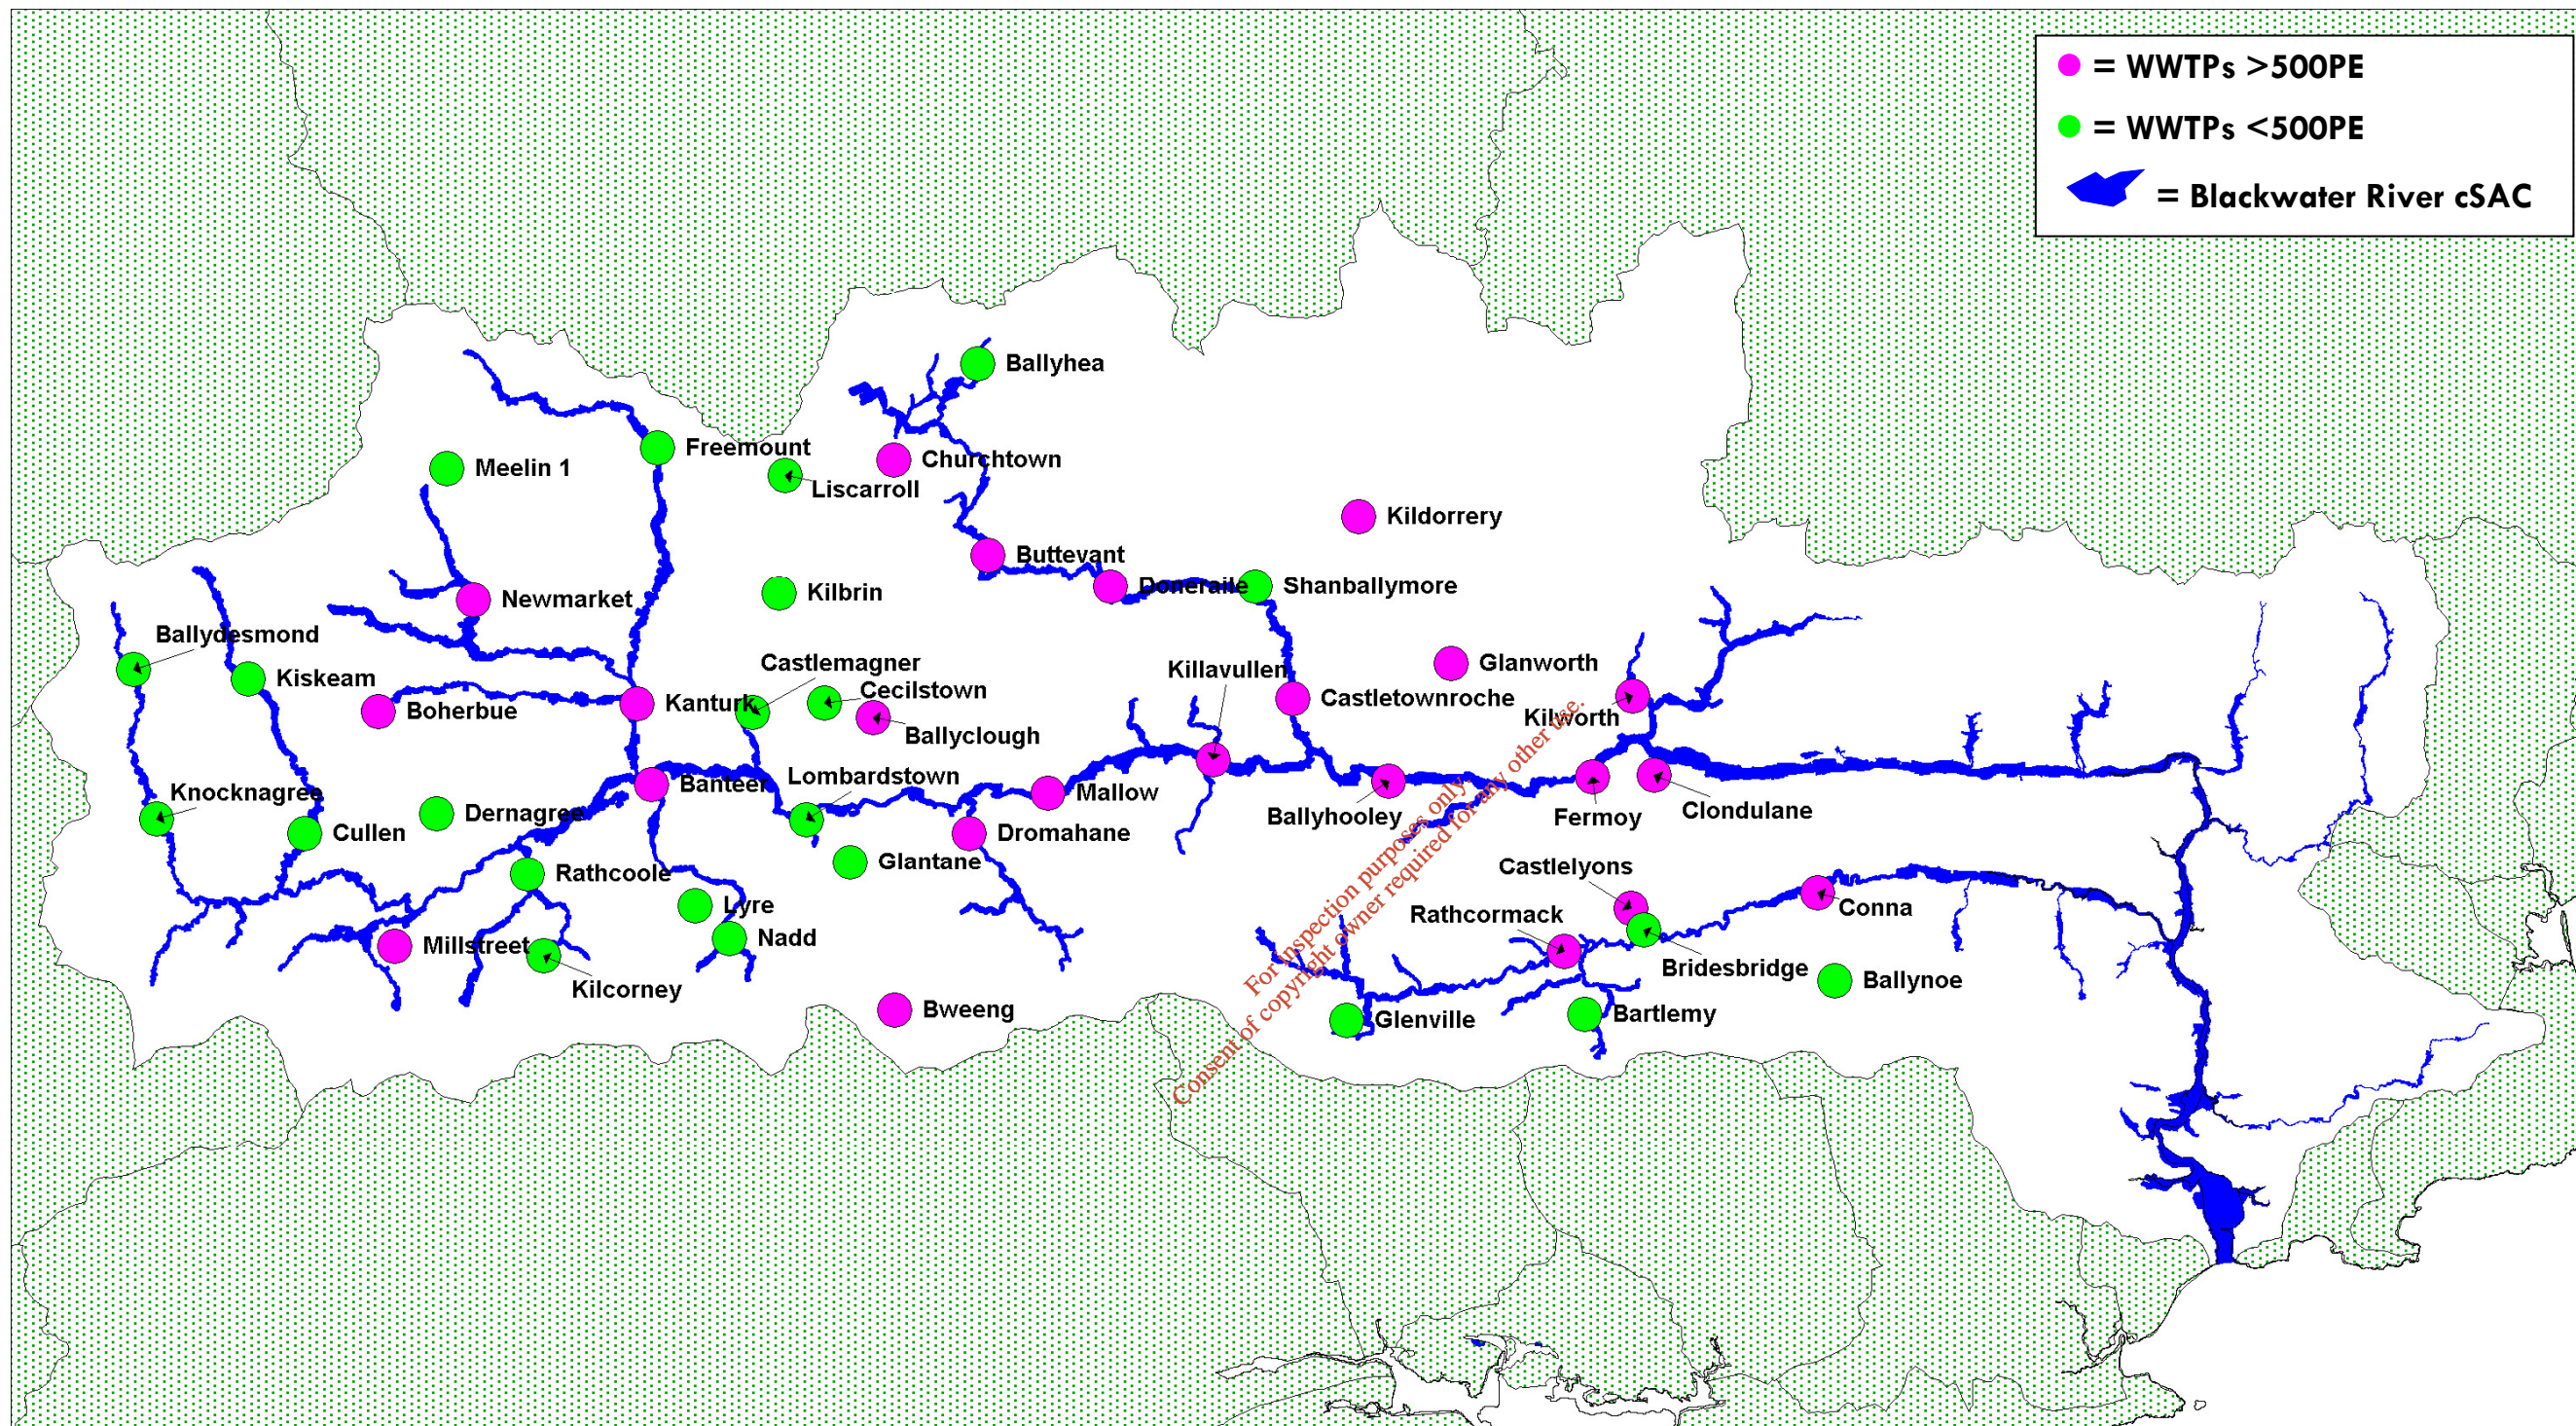 = WWTPs >500PE
= WWTPs <500PE
= Blackwater River cSAC
Ballyhea
Freemount
Churchtown
Meelin 1
Liscarroll
Kildorrery
Buttevant
Doneraile
Shanballymore
Kilbrin
Newmarket
Ballydesmond
Castlemagner
Killavullen
Glanworth
Kiskeam
Cecilstown
Castletownroche
Kanturk
Boherbue
Kilworth
Ballyclough
Lombardstown
Banteer
Knocknagree
Mallow
Clondulane
Dernagree
Ballyhooley
Fermoy
Cullen
Dromahane
Glantane
Castlelyons
Rathcoole
Lyre
Rathcormack
Conna
Nadd
Millstreet
Bridesbridge
Ballynoe
Kilcorney
Bweeng
Glenville
Bartlemy
For inspection purposes only.
Consent of copyright owner required for any other use.